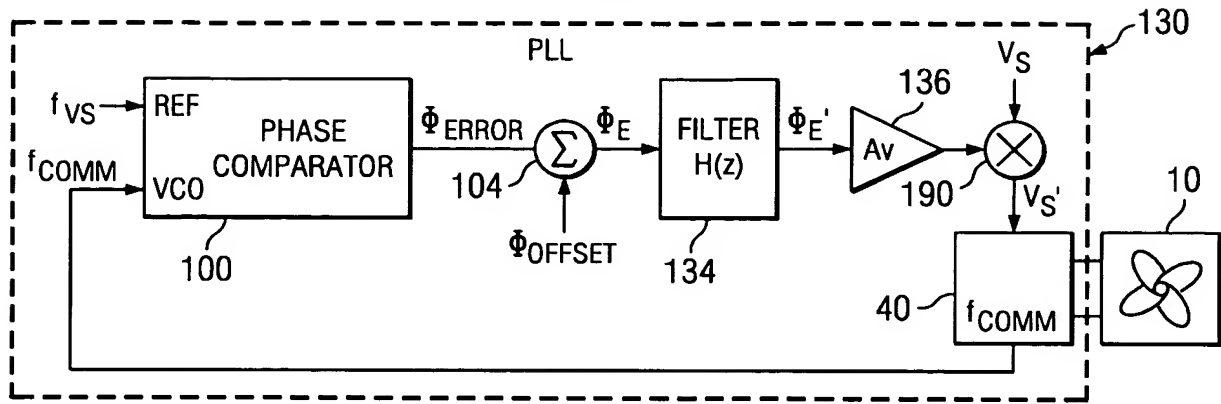 PLL
130
f_VS
REF
PHASE
COMPARATOR
f_COMM
VCO
100
Φ_ERROR
Σ
104
Φ_OFFSET
Φ_E
FILTER
H(z)
134
Φ_E'
136
Av
V_S
190
V_S'
40
f_COMM
10